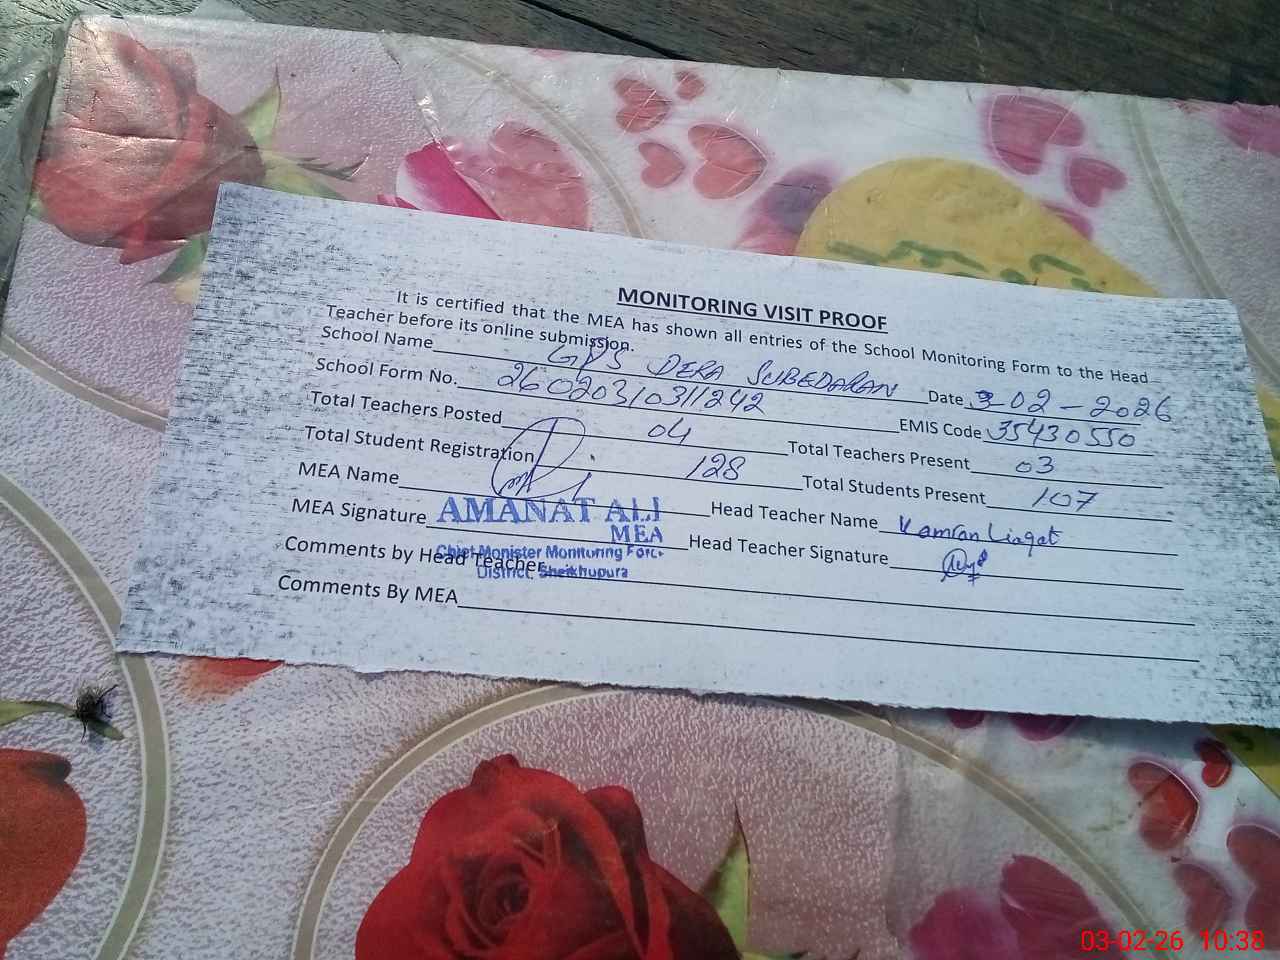 MONITORING VISIT PROOF
It is certified that the MEA has shown all entries of the School Monitoring Form to the Head
Teacher before its online submission.
School Name GPS DERA SUBEDARAN Date 3-02-2026
School Form No. 26020310311242 EMIS Code 35430550
Total Teachers Posted 04 Total Teachers Present 03
Total Student Registration 128 Total Students Present 107
MEA Name Head Teacher Name Kamran Liaqat
MEA Signature AMANAT ALI Head Teacher Signature
MEA
Chief Monister Monitoring Force
District. Sheikhupura
Comments by Head Teacher
Comments By MEA
03-02-26 10:38